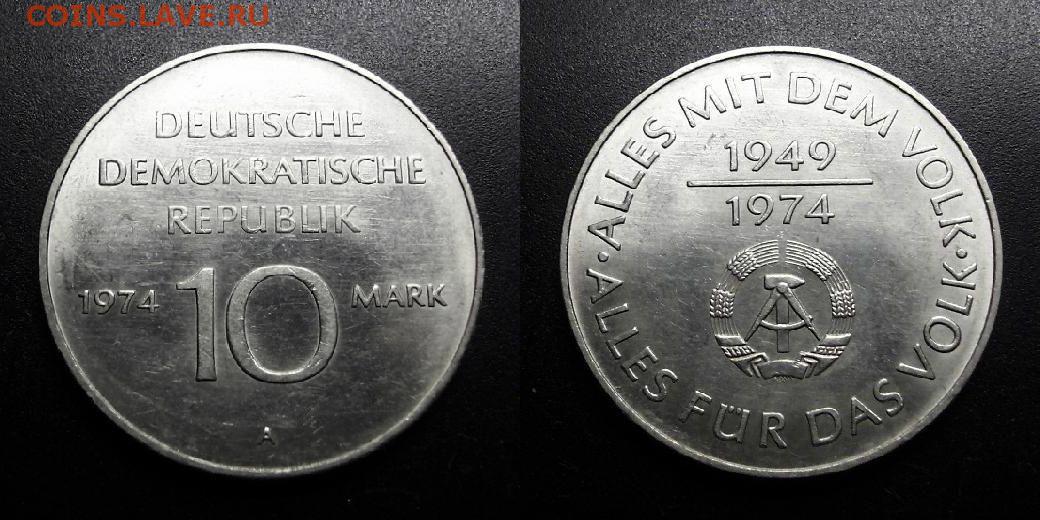 COINS.LAVE.RU
DEUTSCHE
DEMOKRATISCHE
REPUBLIK
1974 10 MARK
A
ALLES MIT DEM VOLK · ALLES FÜR DAS VOLK ·
1949
1974